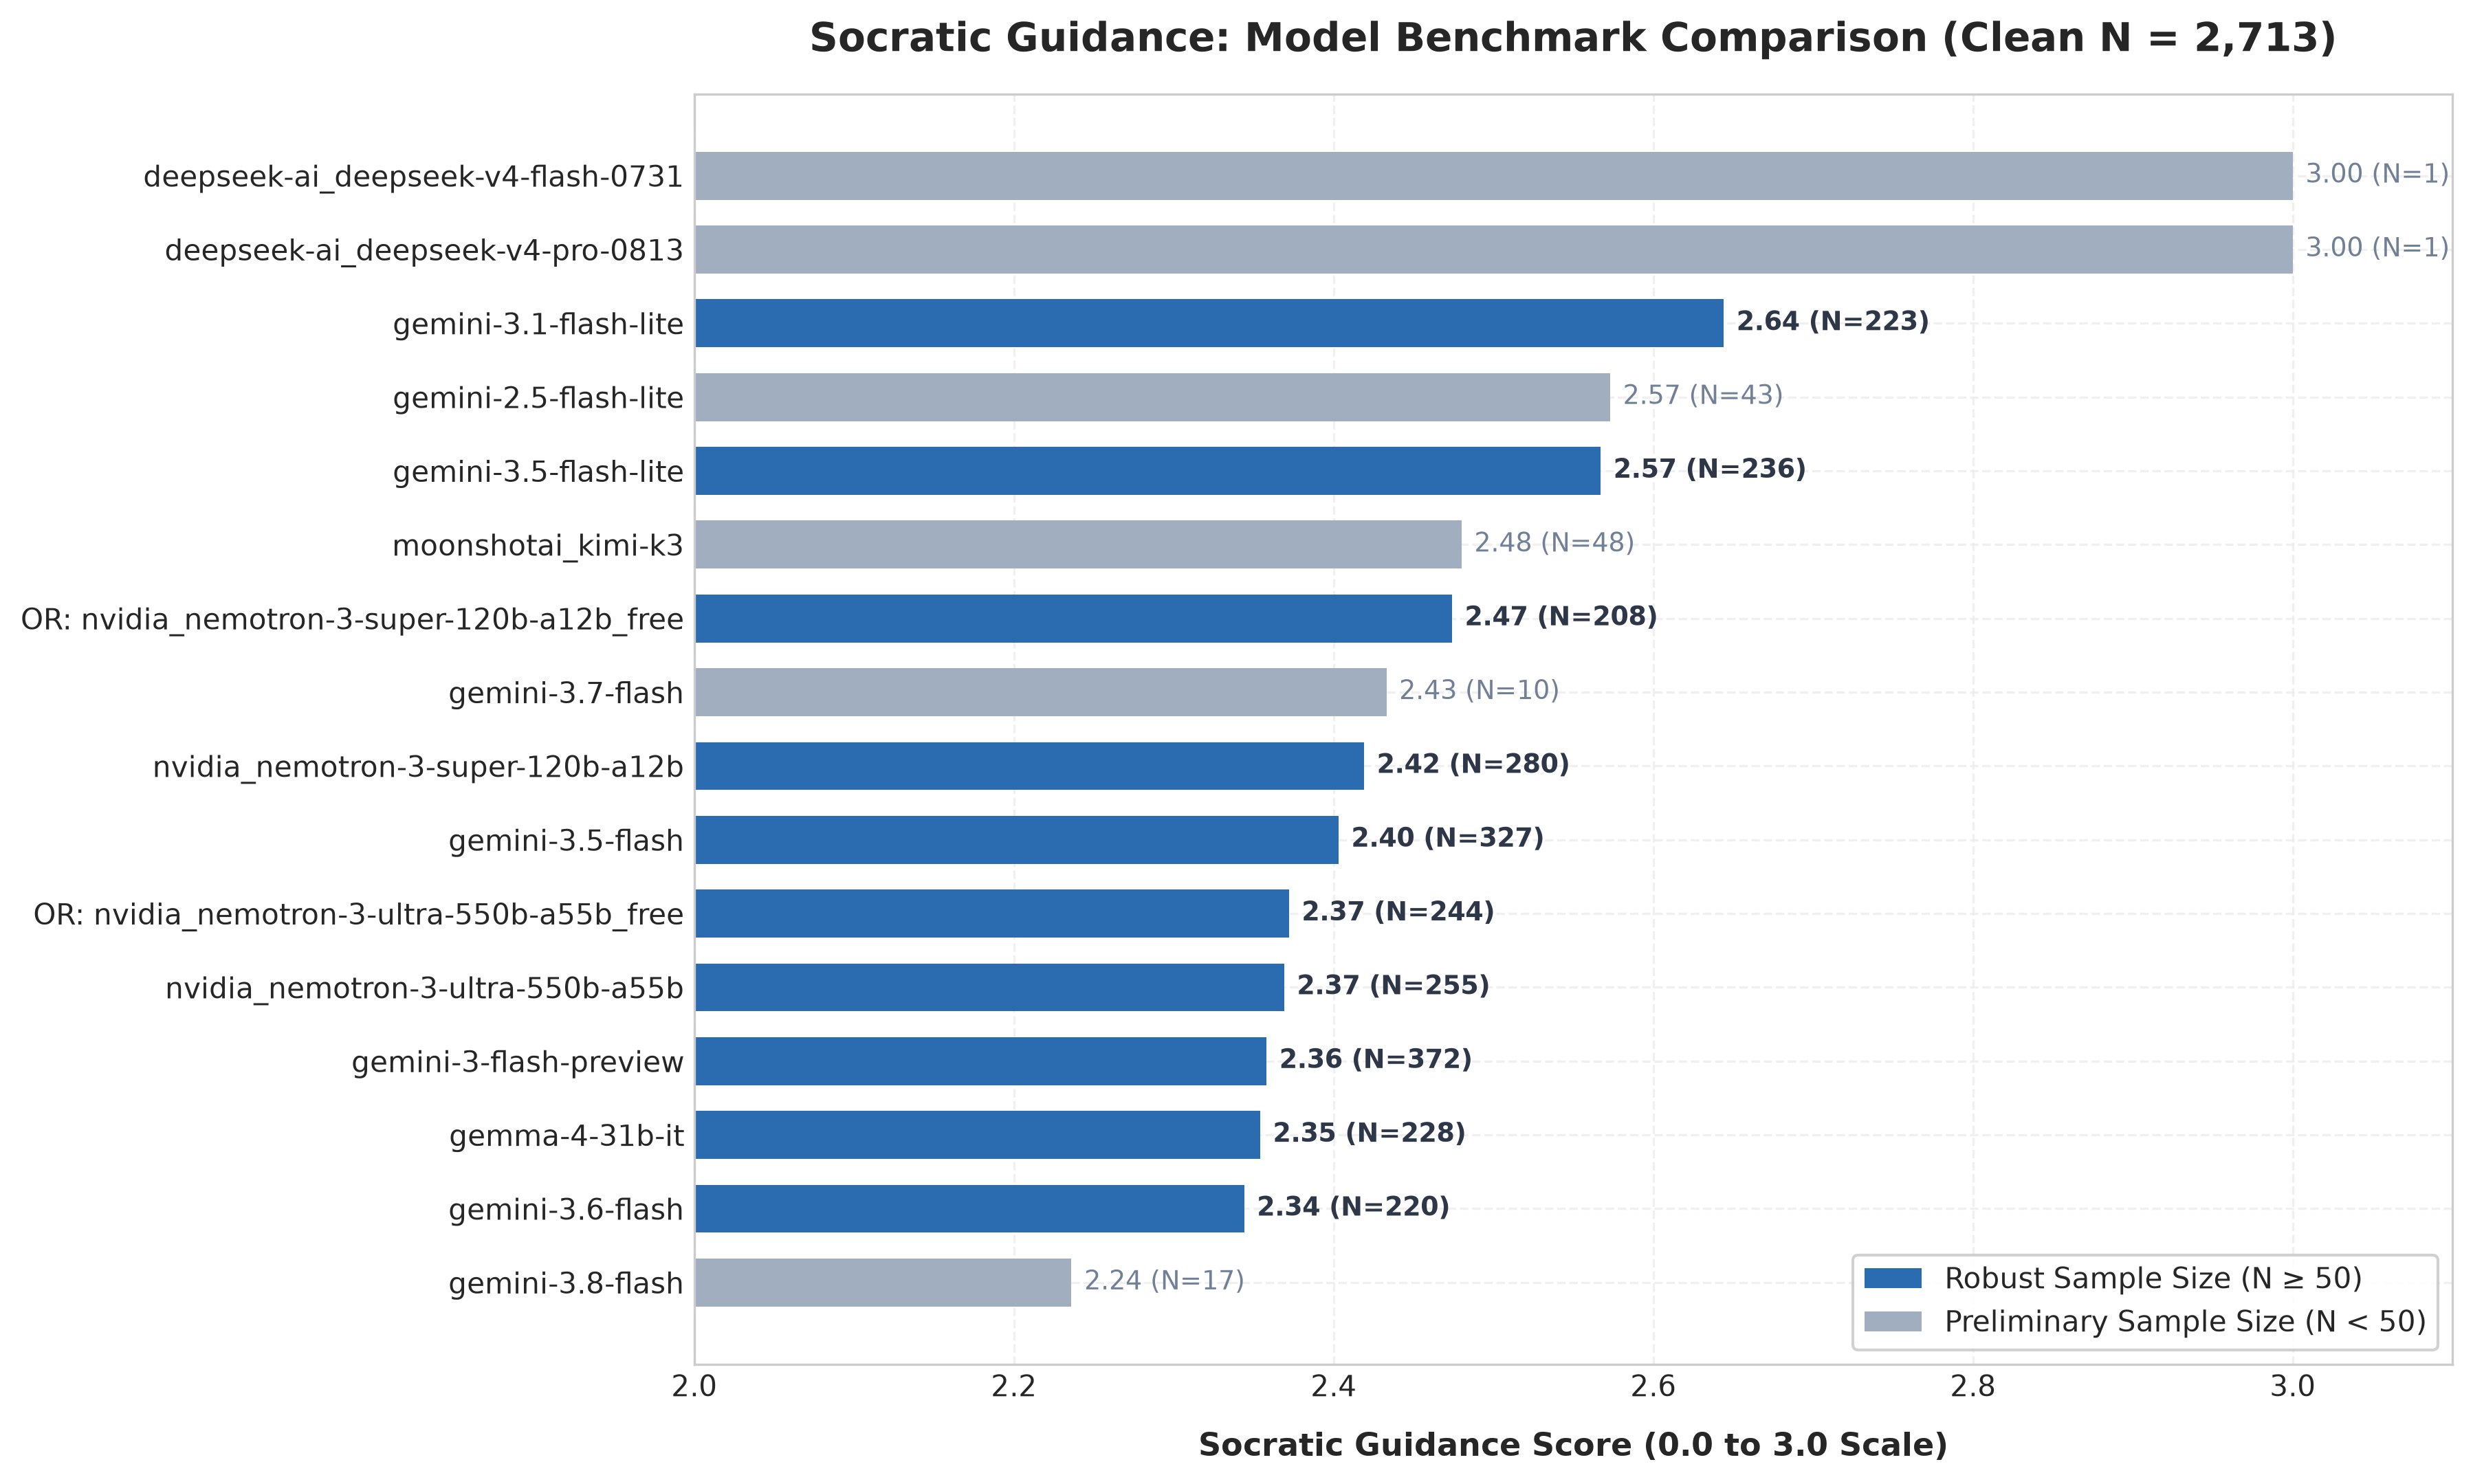 Socratic Guidance: Model Benchmark Comparison (Clean N = 2,713)
deepseek-ai_deepseek-v4-flash-0731 3.00 (N=1)
deepseek-ai_deepseek-v4-pro-0813 3.00 (N=1)
gemini-3.1-flash-lite 2.64 (N=223)
gemini-2.5-flash-lite 2.57 (N=43)
gemini-3.5-flash-lite 2.57 (N=236)
moonshotai_kimi-k3 2.48 (N=48)
OR: nvidia_nemotron-3-super-120b-a12b_free 2.47 (N=208)
gemini-3.7-flash 2.43 (N=10)
nvidia_nemotron-3-super-120b-a12b 2.42 (N=280)
gemini-3.5-flash 2.40 (N=327)
OR: nvidia_nemotron-3-ultra-550b-a55b_free 2.37 (N=244)
nvidia_nemotron-3-ultra-550b-a55b 2.37 (N=255)
gemini-3-flash-preview 2.36 (N=372)
gemma-4-31b-it 2.35 (N=228)
gemini-3.6-flash 2.34 (N=220)
gemini-3.8-flash 2.24 (N=17)
Robust Sample Size (N ≥ 50)
Preliminary Sample Size (N < 50)
2.0 2.2 2.4 2.6 2.8 3.0
Socratic Guidance Score (0.0 to 3.0 Scale)